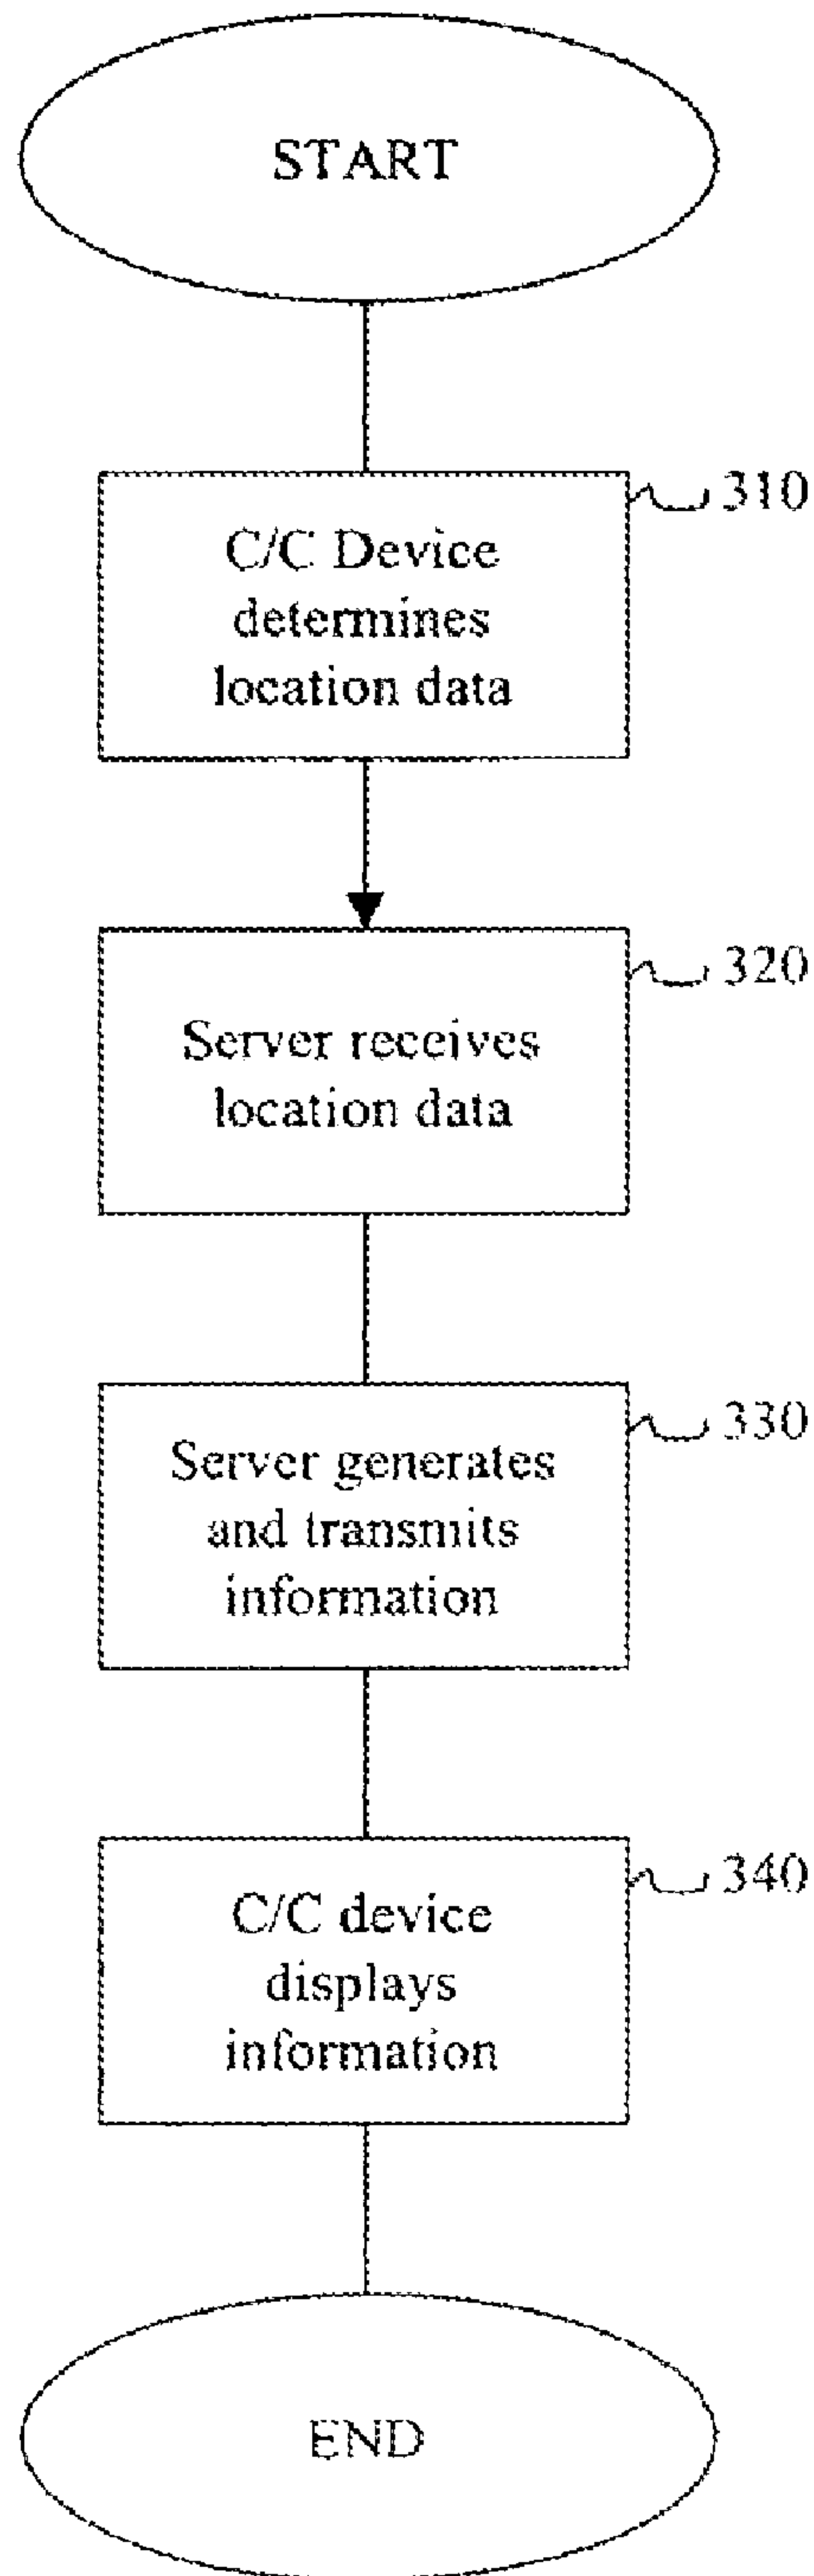 START
310
C/C Device
determines
location data
320
Server receives
location data
330
Server generates
and transmits
information
340
C/C device
displays
information
END